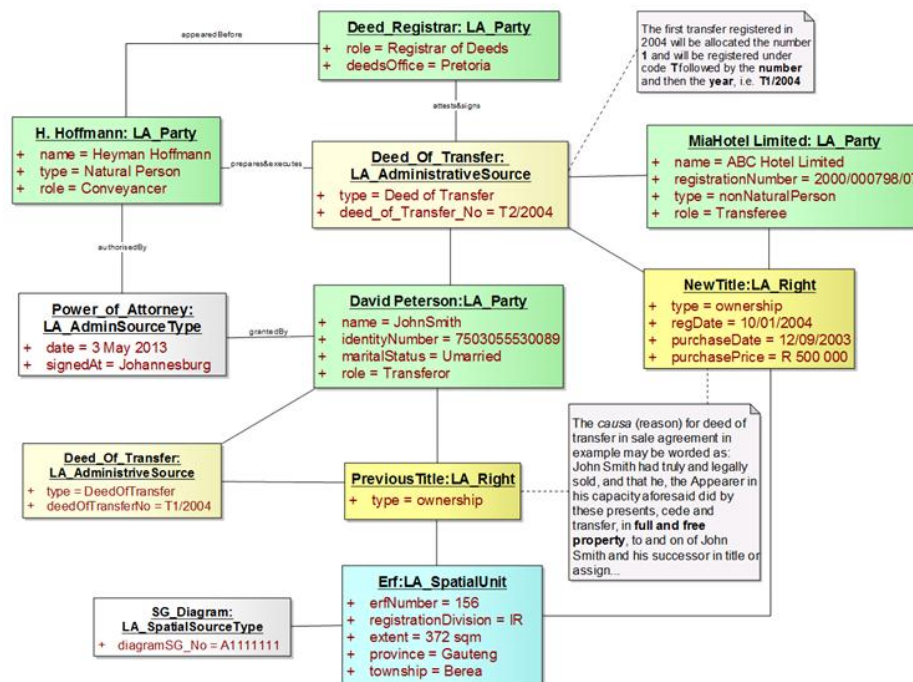 Deed_Registrar: LA_Party
+ role = Registrar of Deeds
+ deedsOffice = Pretoria
The first transfer registered in
2004 will be allocated the number
1 and will be registered under
code Tfollowed by the number
and then the year, i.e. T1/2004
appearedBefore
attests&signs
H. Hoffmann: LA_Party
+ name = Heyman Hoffmann
+ type = Natural Person
+ role = Conveyancer
prepares&executes
Deed_Of_Transfer:
LA_AdministrativeSource
+ type = Deed of Transfer
+ deed_of_Transfer_No = T2/2004
MiaHotel Limited: LA_Party
+ name = ABC Hotel Limited
+ registrationNumber = 2000/000798/07
+ type = nonNaturalPerson
+ role = Transferee
authorisedBy
Power_of_Attorney:
LA_AdminSourceType
+ date = 3 May 2013
+ signedAt = Johannesburg
grantedBy
David Peterson:LA_Party
+ name = JohnSmith
+ identityNumber = 7503055530089
+ maritalStatus = Umarried
+ role = Transferor
NewTitle:LA_Right
+ type = ownership
+ regDate = 10/01/2004
+ purchaseDate = 12/09/2003
+ purchasePrice = R 500 000
Deed_Of_Transfer:
LA_AdministriveSource
+ type = DeedOfTransfer
+ deedOfTransferNo = T1/2004
PreviousTitle:LA_Right
+ type = ownership
The causa (reason) for deed of
transfer in sale agreement in
example may be worded as:
John Smith had truly and legally
sold, and that he, the Appearer in
his capacity aforesaid did by
these presents, cede and
transfer, in full and free
property, to and on of John
Smith and his successor in title or
assign...
SG_Diagram:
LA_SpatialSourceType
+ diagramSG_No = A1111111
Erf:LA_SpatialUnit
+ erfNumber = 156
+ registrationDivision = IR
+ extent = 372 sqm
+ province = Gauteng
+ township = Berea